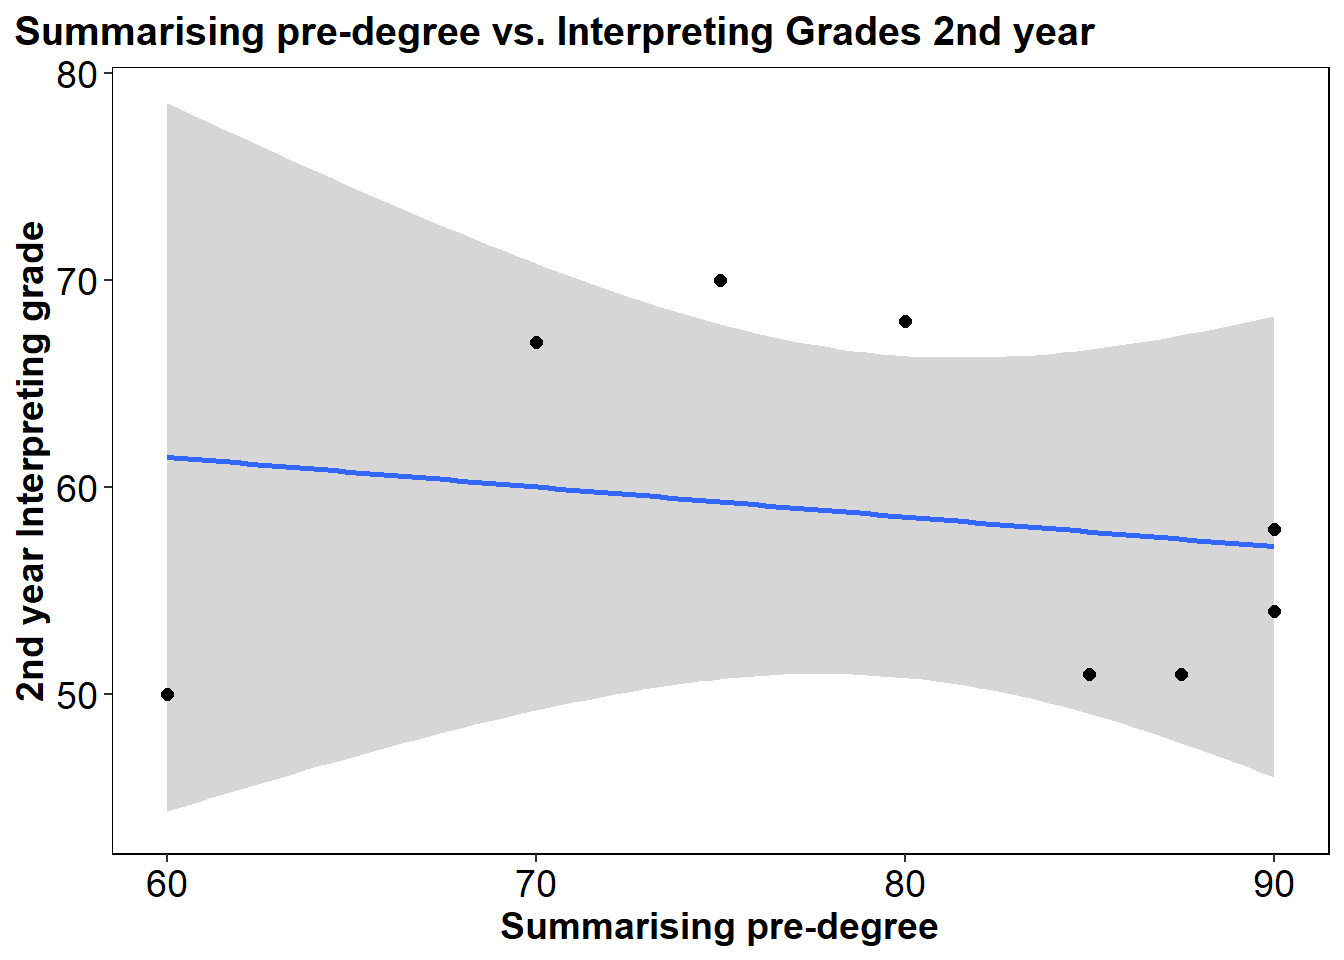 Summarising pre-degree vs. Interpreting Grades 2nd year
80
70
60
50
2nd year Interpreting grade
60 70 80 90
Summarising pre-degree